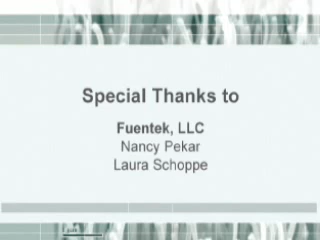 Special Thanks to
Fuentek, LLC
Nancy Pekar
Laura Schoppe